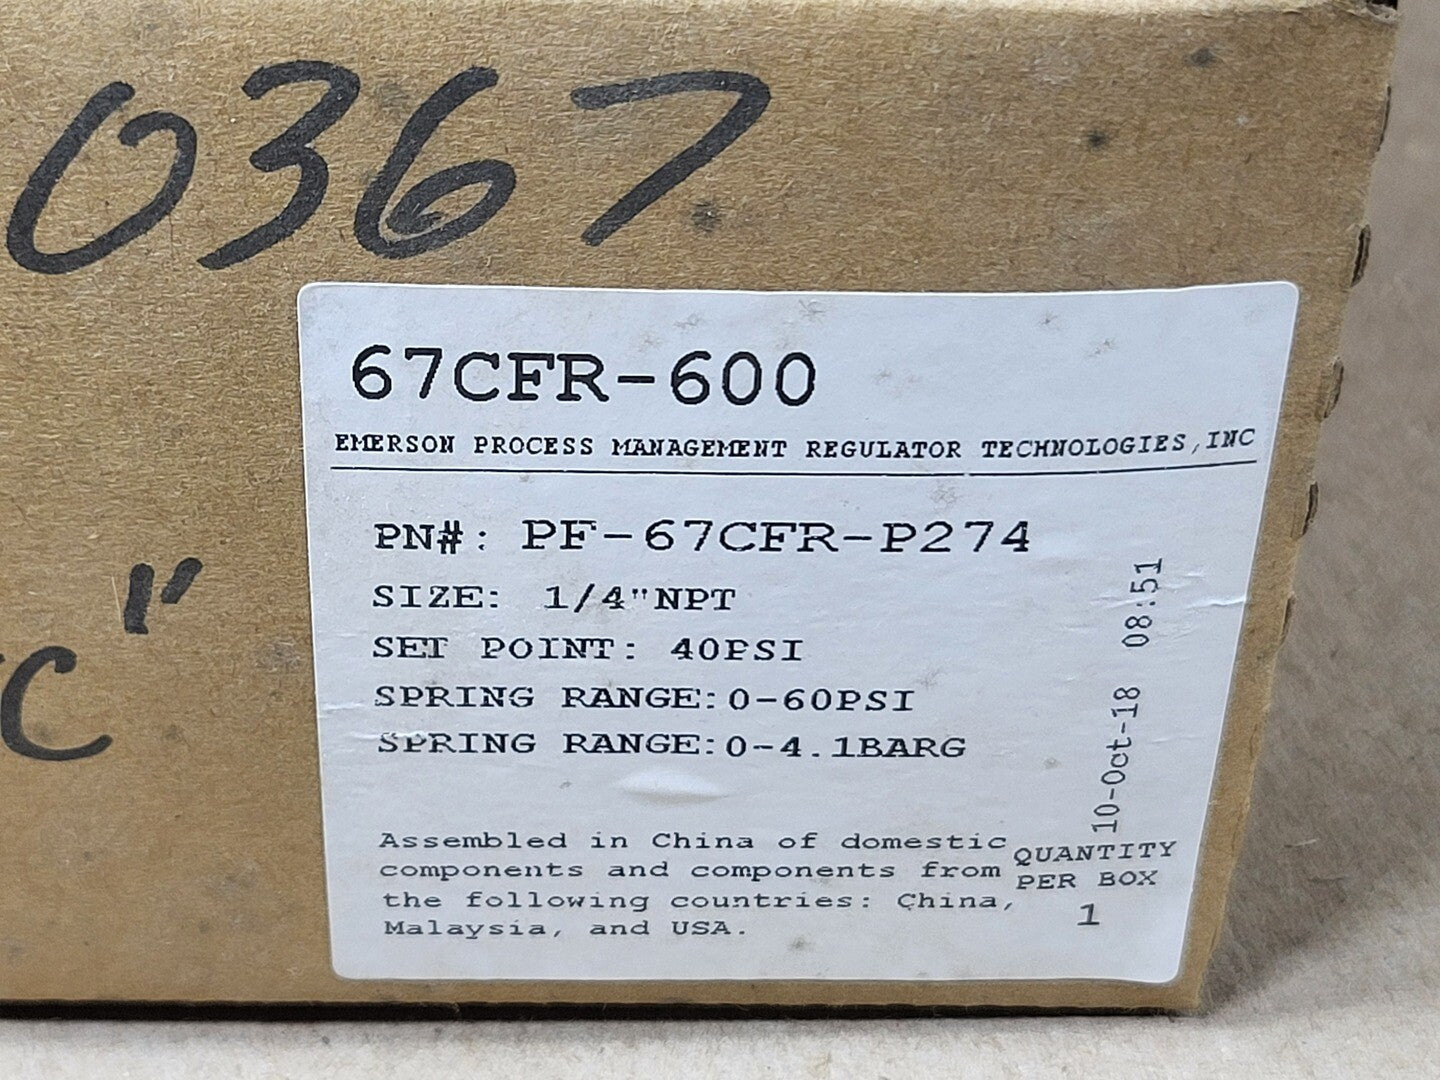 0367
67CFR-600
EMERSON PROCESS MANAGEMENT REGULATOR TECHNOLOGIES,INC
PN#: PF-67CFR-P274
SIZE: 1/4"NPT
SET POINT: 40PSI
SPRING RANGE:0-60PSI
SPRING RANGE:0-4.1BARG
10-Oct-18 08:51
Assembled in China of domestic
components and components from
the following countries: China,
Malaysia, and USA.
QUANTITY
PER BOX
1
C"